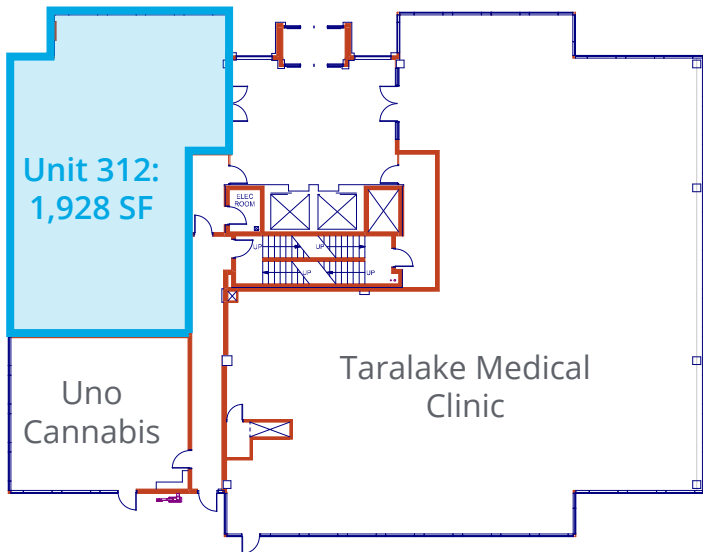 Unit 312:
1,928 SF
ELEC
ROOM
UP
UP
UP
UP
Uno
Cannabis
Taralake Medical
Clinic